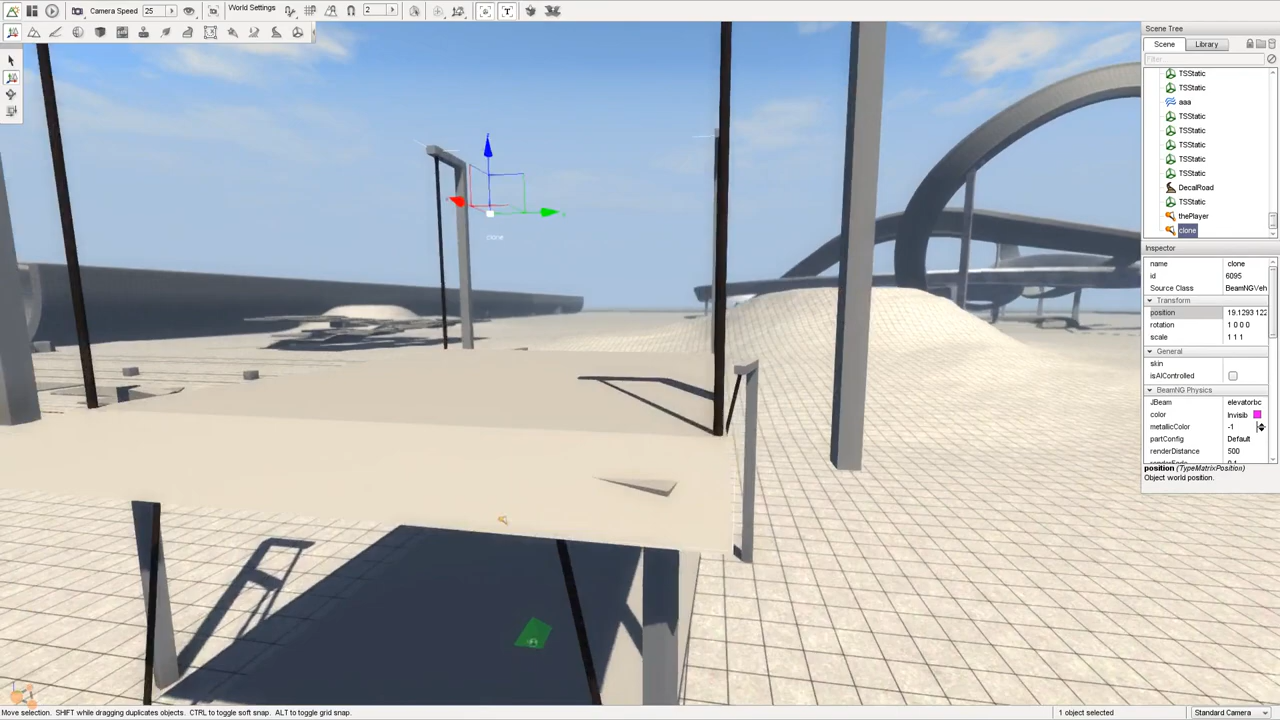 Camera Speed 25
World Settings
2
T
Scene Tree
Scene
Library
Filter...
TSStatic
TSStatic
aaa
TSStatic
TSStatic
TSStatic
TSStatic
TSStatic
DecalRoad
TSStatic
thePlayer
clone
clone
Inspector
name clone
id 6095
Source Class BeamNGVeh
Transform
position 19.1293 122
rotation 1 0 0 0
scale 1 1 1
General
skin
isAIControlled
BeamNG Physics
JBeam elevatorbc
color Invisib
metallicColor -1
partConfig Default
renderDistance 500
position (TypeMatrixPosition)
Object world position.
Move selection. SHIFT while dragging duplicates objects. CTRL to toggle soft snap. ALT to toggle grid snap.
1 object selected
Standard Camera